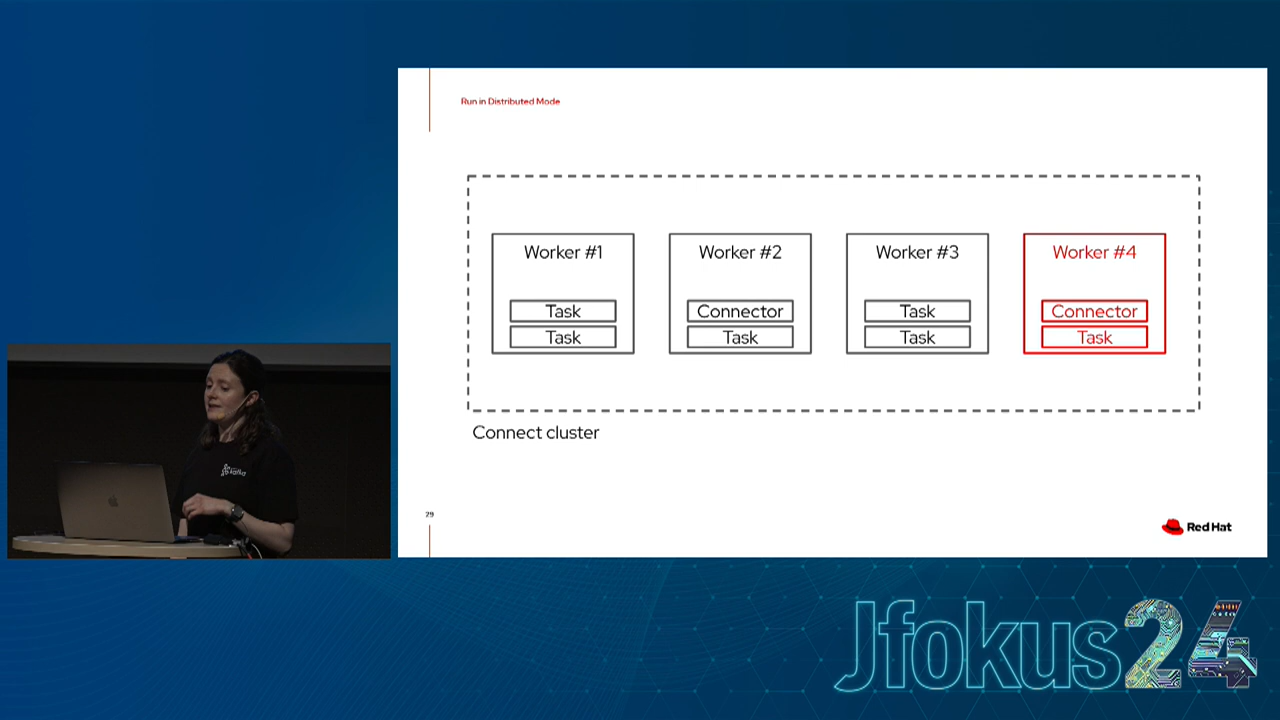 Run in Distributed Mode
Worker #1
Task
Task
Worker #2
Connector
Task
Worker #3
Task
Task
Worker #4
Connector
Task
Connect cluster
29
Red Hat
kafka
Jfokus24